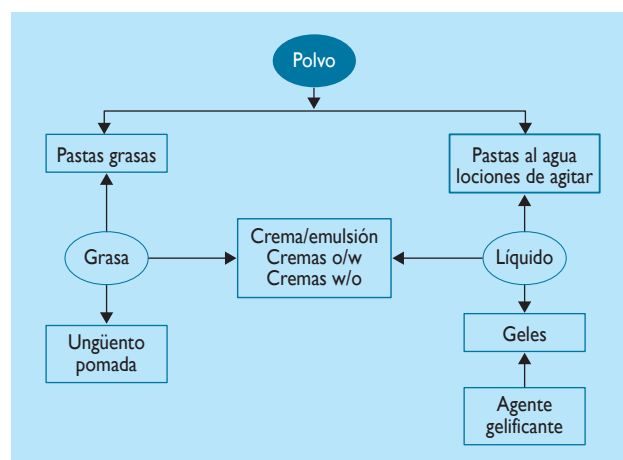 Polvo
Pastas grasas
Pastas al agua
lociones de agitar
Grasa
Crema/emulsión
Cremas o/w
Cremas w/o
Líquido
Ungüento
pomada
Geles
Agente
gelificante